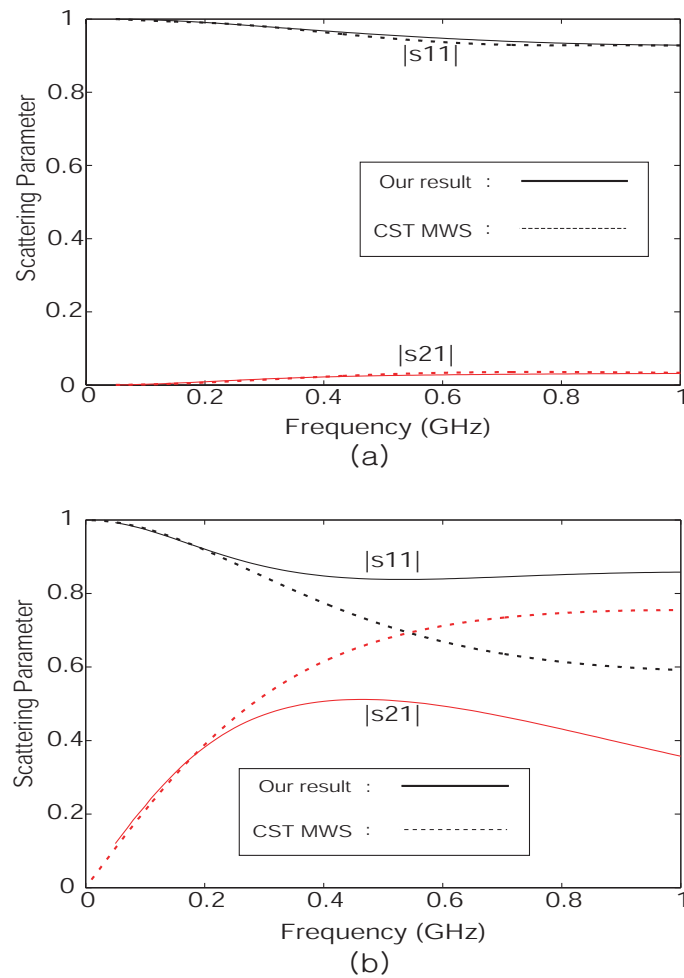 1
0.8
0.6
0.4
0.2
0
Scattering Parameter
|s11|
Our result :
CST MWS :
|s21|
0 0.2 0.4 0.6 0.8 1
Frequency (GHz)
(a)
1
0.8
0.6
0.4
0.2
0
Scattering Parameter
|s11|
|s21|
Our result :
CST MWS :
0 0.2 0.4 0.6 0.8 1
Frequency (GHz)
(b)